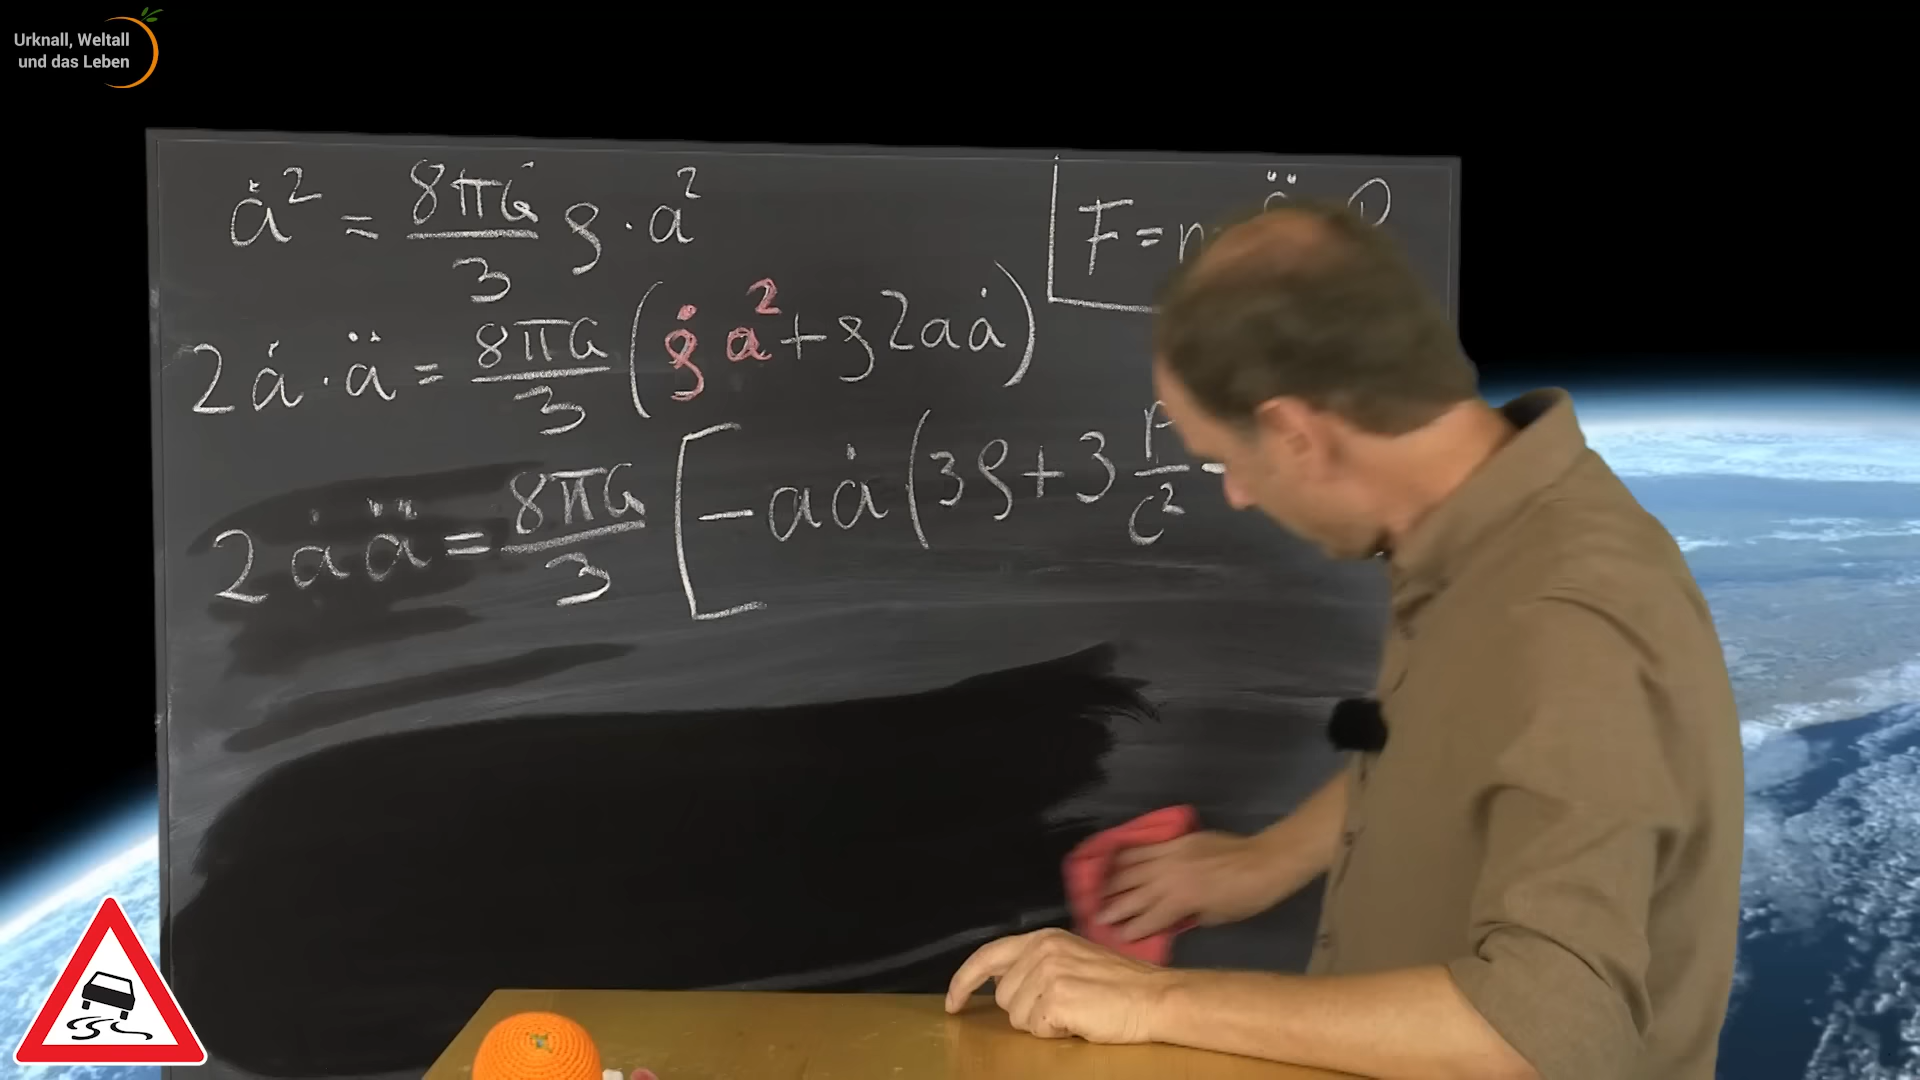 Urknall, Weltall
und das Leben
ȧ² = 8πG/3 ρ · a²
F = m
2ȧ · ä = 8πG/3 (ρ̇ a² + ρ2aȧ)
2ȧä = 8πG/3 [−aȧ(3ρ + 3 P/c²